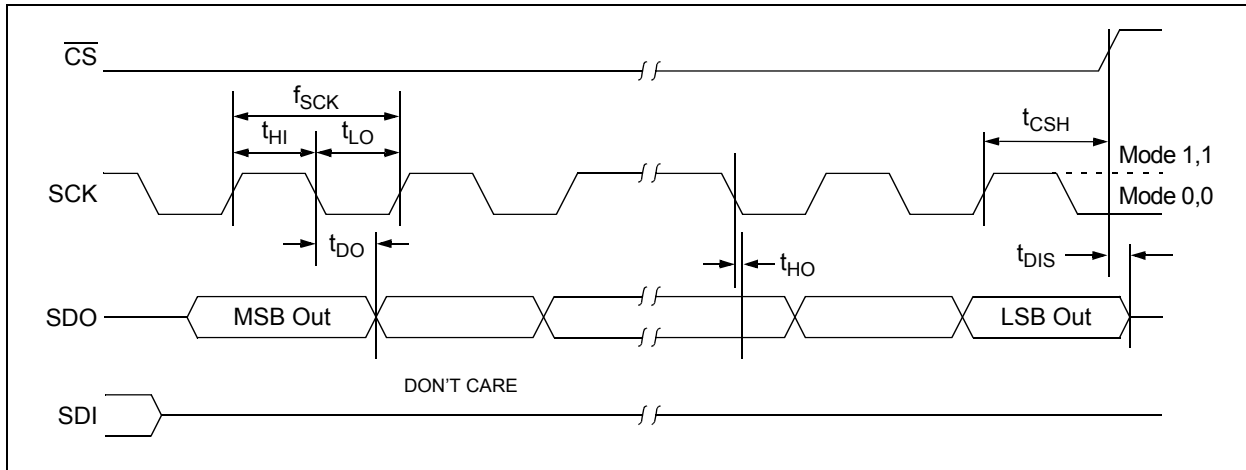 CS
fSCK
tHI
tLO
tCSH
Mode 1,1
SCK
Mode 0,0
tDO
tHO
tDIS
SDO
MSB Out
LSB Out
DON'T CARE
SDI